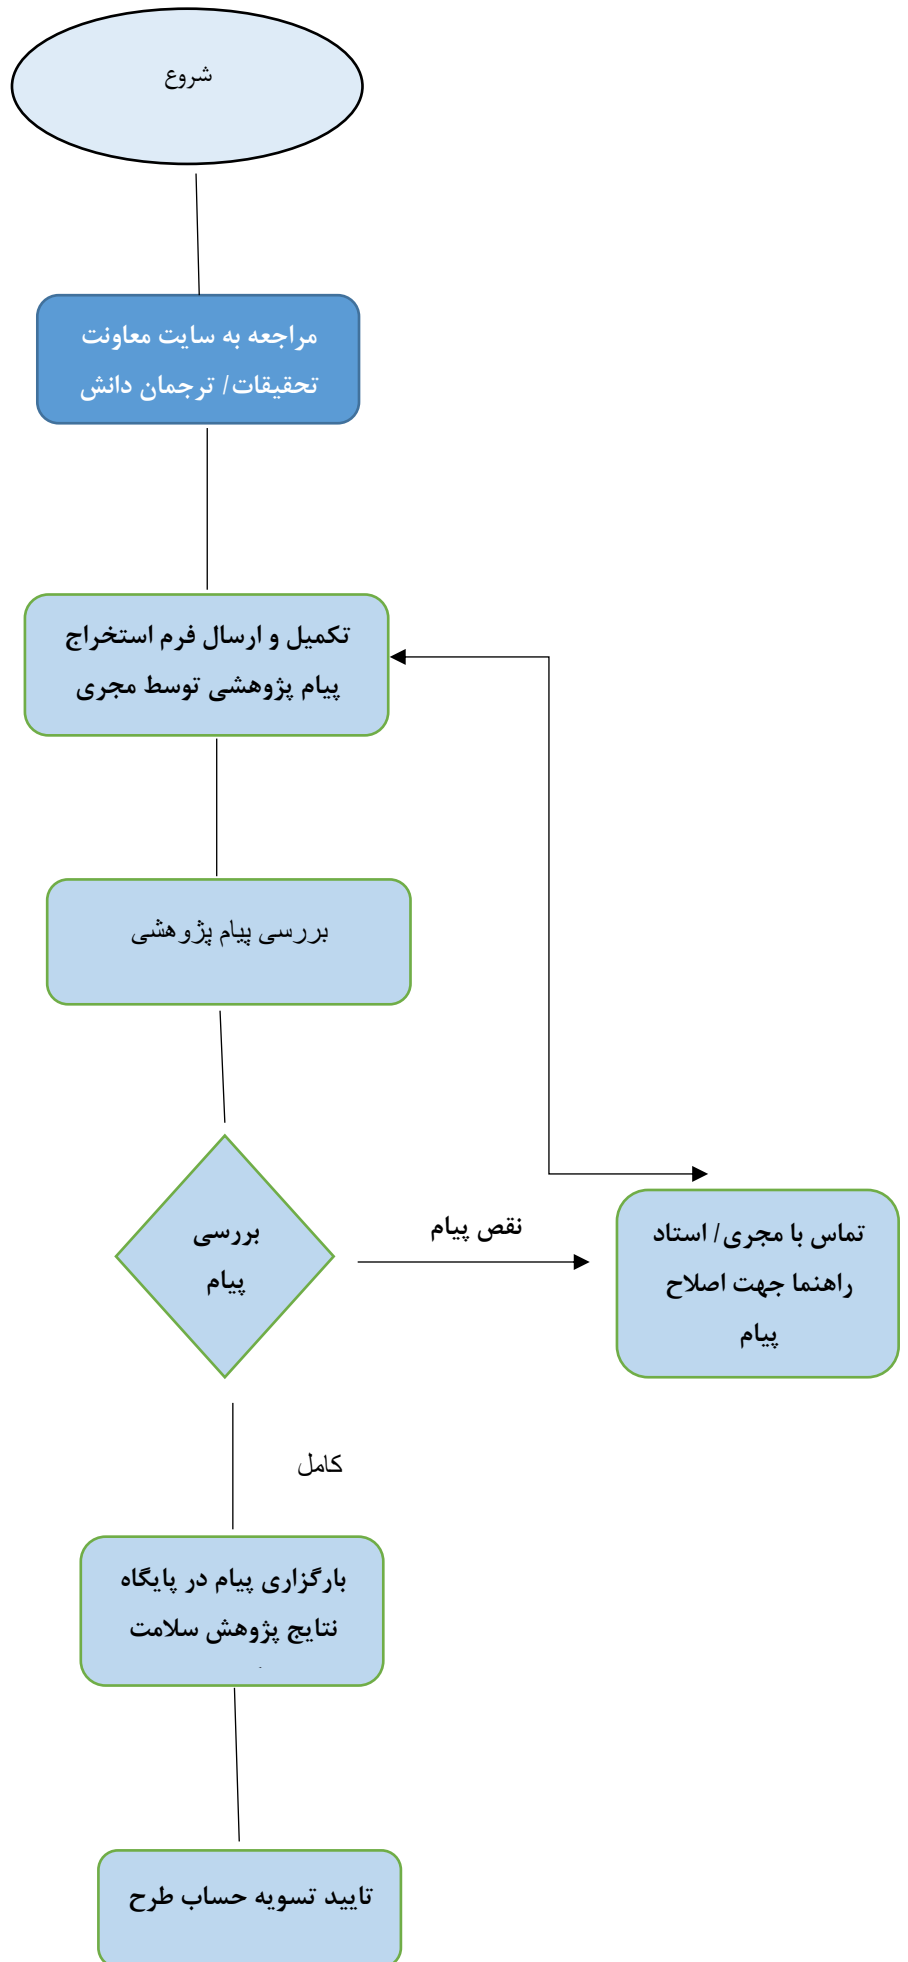 شروع
مراجعه به سایت معاونت
تحقیقات/ ترجمان دانش
تکمیل و ارسال فرم استخراج
پیام پژوهشی توسط مجری
بررسی پیام پژوهشی
بررسی
پیام
نقص پیام
تماس با مجری/ استاد
راهنما جهت اصلاح
پیام
کامل
بارگزاری پیام در پایگاه
نتایج پژوهش سلامت
تایید تسویه حساب طرح